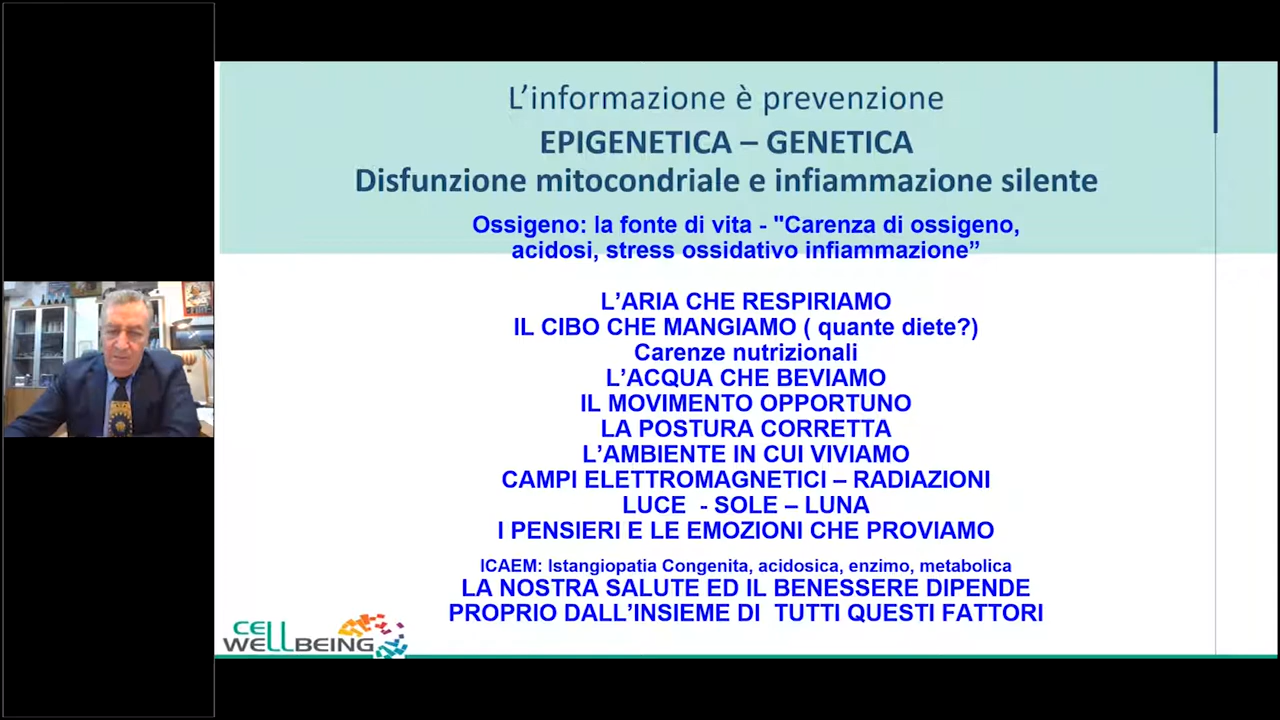 L'informazione è prevenzione
EPIGENETICA – GENETICA
Disfunzione mitocondriale e infiammazione silente
Ossigeno: la fonte di vita - "Carenza di ossigeno,
acidosi, stress ossidativo infiammazione”
L’ARIA CHE RESPIRIAMO
IL CIBO CHE MANGIAMO ( quante diete?)
Carenze nutrizionali
L’ACQUA CHE BEVIAMO
IL MOVIMENTO OPPORTUNO
LA POSTURA CORRETTA
L’AMBIENTE IN CUI VIVIAMO
CAMPI ELETTROMAGNETICI – RADIAZIONI
LUCE - SOLE – LUNA
I PENSIERI E LE EMOZIONI CHE PROVIAMO
ICAEM: Istangiopatia Congenita, acidosica, enzimo, metabolica
LA NOSTRA SALUTE ED IL BENESSERE DIPENDE
PROPRIO DALL’INSIEME DI TUTTI QUESTI FATTORI
CELL
WELLBEING